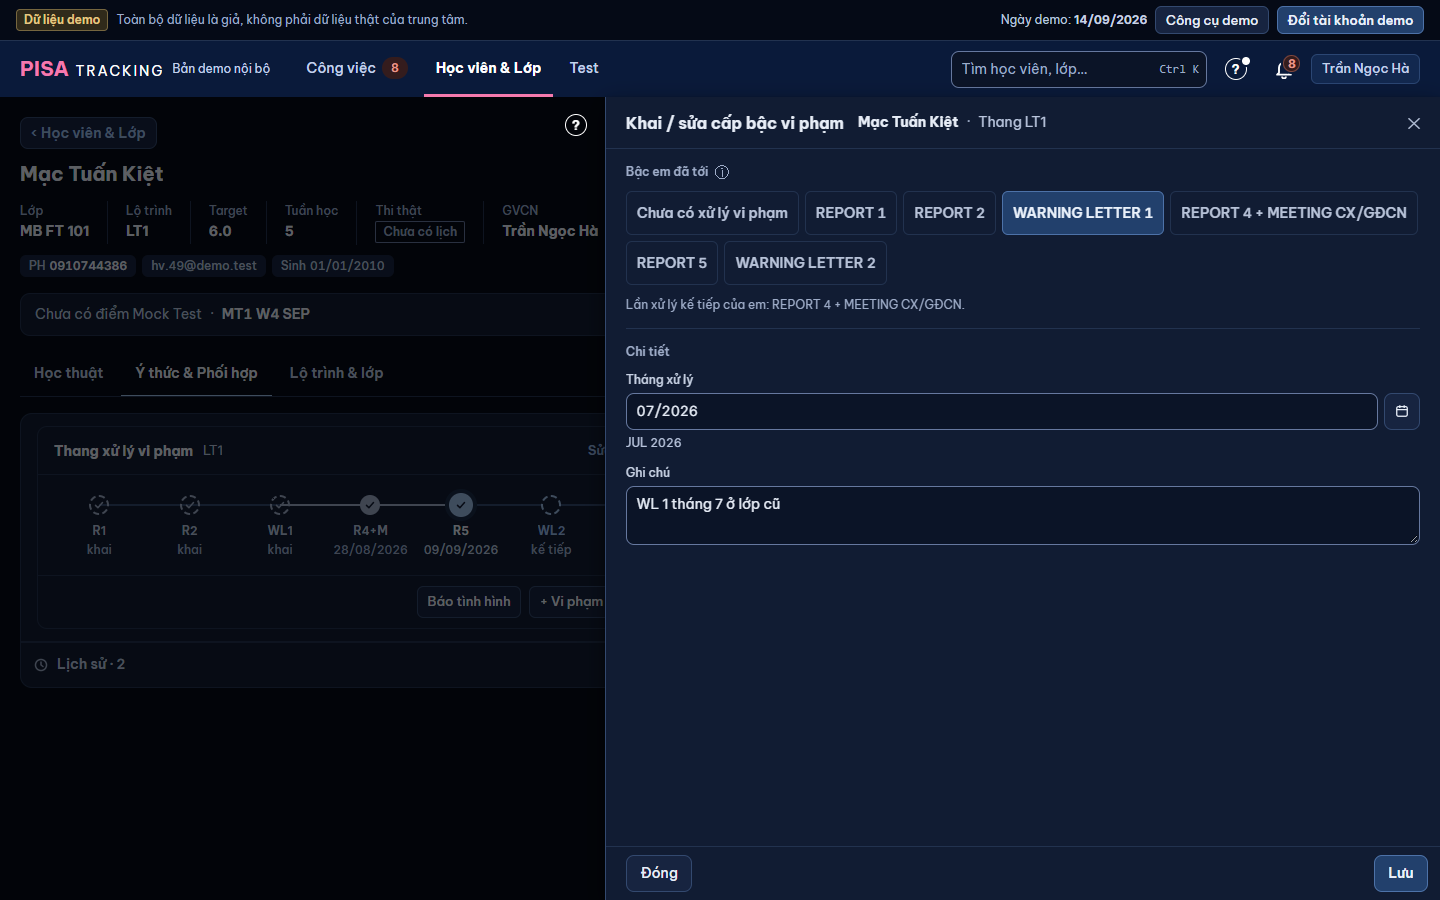 Dữ liệu demo Toàn bộ dữ liệu là giả, không phải dữ liệu thật của trung tâm. Ngày demo: 14/09/2026 Công cụ demo Đổi tài khoản demo
PISA TRACKING Bản demo nội bộ Công việc 8 Học viên & Lớp Test Tìm học viên, lớp... Ctrl K ? 8 Trần Ngọc Hà
‹ Học viên & Lớp ?
Mạc Tuấn Kiệt
Lớp Lộ trình Target Tuần học Thi thật GVCN
MB FT 101 LT1 6.0 5 Chưa có lịch Trần Ngọc Hà
PH 0910744386 hv.49@demo.test Sinh 01/01/2010
Chưa có điểm Mock Test · MT1 W4 SEP
Học thuật Ý thức & Phối hợp Lộ trình & lớp
Thang xử lý vi phạm LT1 Sử
R1 R2 WL1 R4+M R5 WL2
khai khai khai 28/08/2026 09/09/2026 kế tiếp
Báo tình hình + Vi phạm
Lịch sử · 2
Khai / sửa cấp bậc vi phạm Mạc Tuấn Kiệt · Thang LT1
Bậc em đã tới
Chưa có xử lý vi phạm REPORT 1 REPORT 2 WARNING LETTER 1 REPORT 4 + MEETING CX/GĐCN
REPORT 5 WARNING LETTER 2
Lần xử lý kế tiếp của em: REPORT 4 + MEETING CX/GĐCN.
Chi tiết
Tháng xử lý
07/2026
JUL 2026
Ghi chú
WL 1 tháng 7 ở lớp cũ
Đóng Lưu